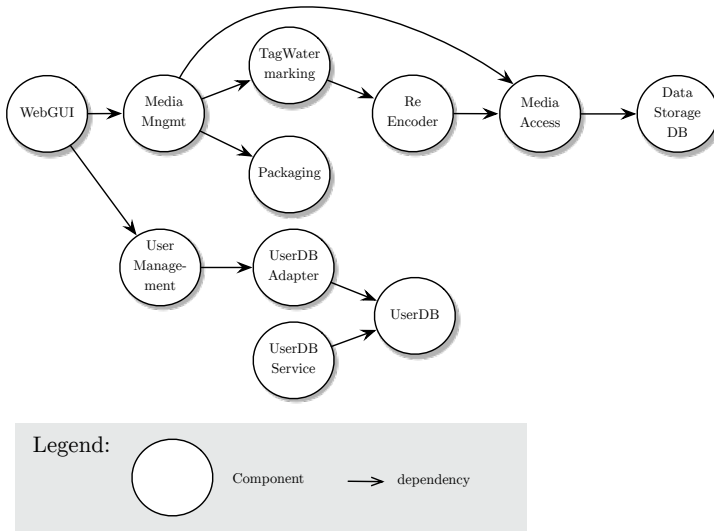 WebGUI
Media
Mngmt
TagWater
marking
Packaging
Re
Encoder
Media
Access
Data
Storage
DB
User
Manage-
ment
UserDB
Adapter
UserDB
Service
UserDB
Legend:
Component
dependency